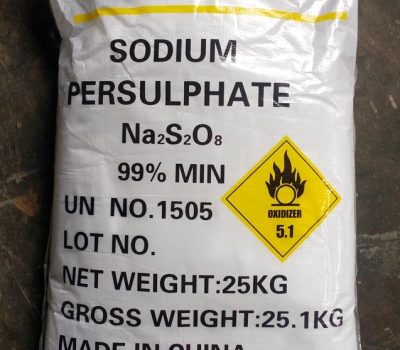 SODIUM
PERSULPHATE
Na₂S₂O₈
99% MIN
UN NO.1505
OXIDIZER
5.1
LOT NO.
NET WEIGHT:25KG
GROSS WEIGHT:25.1KG
MADE IN CHINA